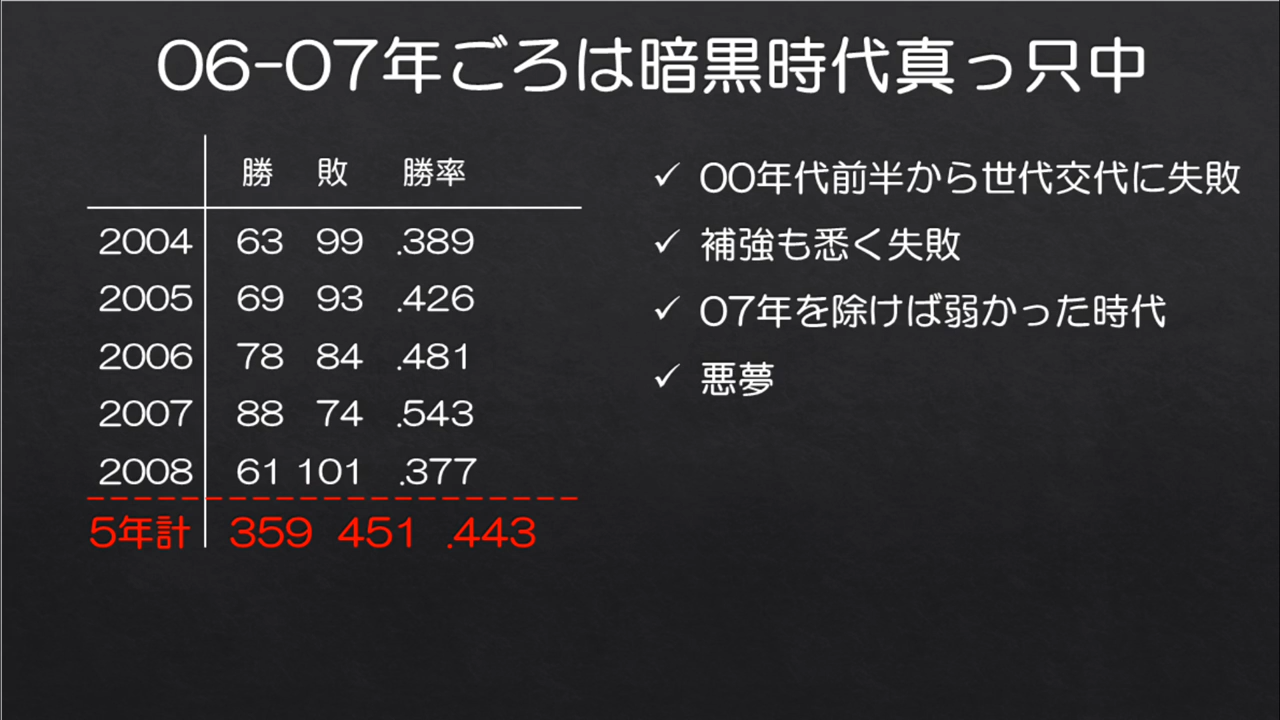 06-07年ごろは暗黒時代真っ只中
勝 敗 勝率
2004 63 99 .389
2005 69 93 .426
2006 78 84 .481
2007 88 74 .543
2008 61 101 .377
5年計 359 451 .443
✓ 00年代前半から世代交代に失敗
✓ 補強も悉く失敗
✓ 07年を除けば弱かった時代
✓ 悪夢